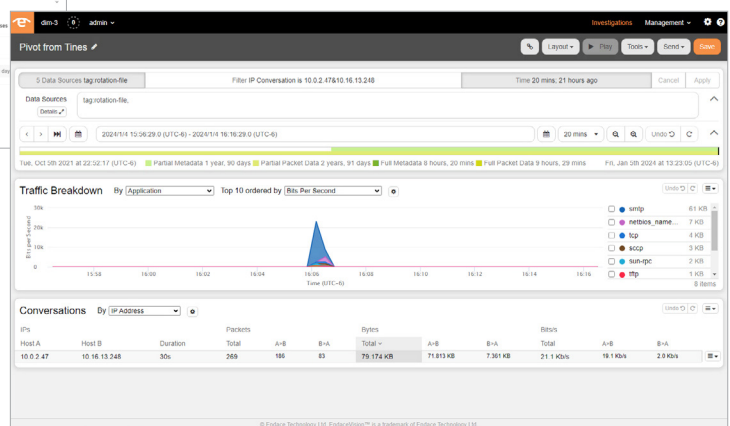 dim-3 admin
Investigations Management
Pivot from Tines
Layout Play Tools Send Save
5 Data Sources tag:rotation-file Filter IP Conversation is 10.0.2.47&10.16.13.248 Time 20 mins: 21 hours ago Cancel Apply
Data Sources tag:rotation-file,
Details
2024/1/4 15:56:29.0 (UTC-6) - 2024/1/4 16:16:29.0 (UTC-6) 20 mins Undo
Tue, Oct 5th 2021 at 22:52:17 (UTC-6) Partial Metadata 1 year, 90 days Partial Packet Data 2 years, 91 days Full Metadata 8 hours, 20 mins Full Packet Data 9 hours, 29 mins Fri, Jan 5th 2024 at 13:23:05 (UTC-6)
Traffic Breakdown By Application Top 10 ordered by Bits Per Second Undo
30k
20k
10k
0
Bits per Second
15:58 16:00 16:02 16:04 16:06 16:08 16:10 16:12 16:14 16:16
Time (UTC-6)
smtp 61 KB
netbios_name... 7 KB
tcp 4 KB
sccp 3 KB
sun-rpc 2 KB
tftp 1 KB
8 items
Conversations By IP Address Undo
IPs Packets Bytes Bits/s
Host A Host B Duration Total A>B B>A Total A>B B>A Total A>B B>A
10.0.2.47 10.16.13.248 30s 269 186 83 79.174 KB 71.813 KB 7.361 KB 21.1 Kb/s 19.1 Kb/s 2.0 Kb/s
© Endace Technology Ltd. EndaceVision™ is a trademark of Endace Technology Ltd.